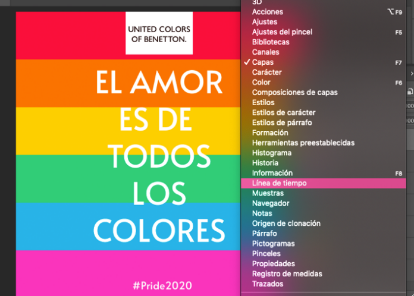 UNITED COLORS
OF BENETTON.
EL AMOR
ES DE
TODOS
LOS
COLORES
#Pride2020
3D
Acciones ⌥F9
Ajustes
Ajustes del pincel F5
Bibliotecas
Canales
✓ Capas F7
Carácter
Color F6
Composiciones de capas
Estilos
Estilos de carácter
Estilos de párrafo
Formación
Herramientas preestablecidas
Histograma
Historia
Información F8
Línea de tiempo
Muestras
Navegador
Notas
Origen de clonación
Párrafo
Pictogramas
Pinceles
Propiedades
Registro de medidas
Trazados